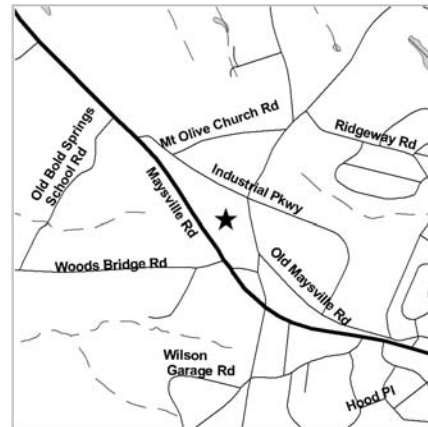 Mt Olive Church Rd
Ridgeway Rd
Old Bold Springs
School Rd
Industrial Pkwy
Maysville Rd
Woods Bridge Rd
Old Maysville Rd
Wilson
Garage Rd
Hood Pl